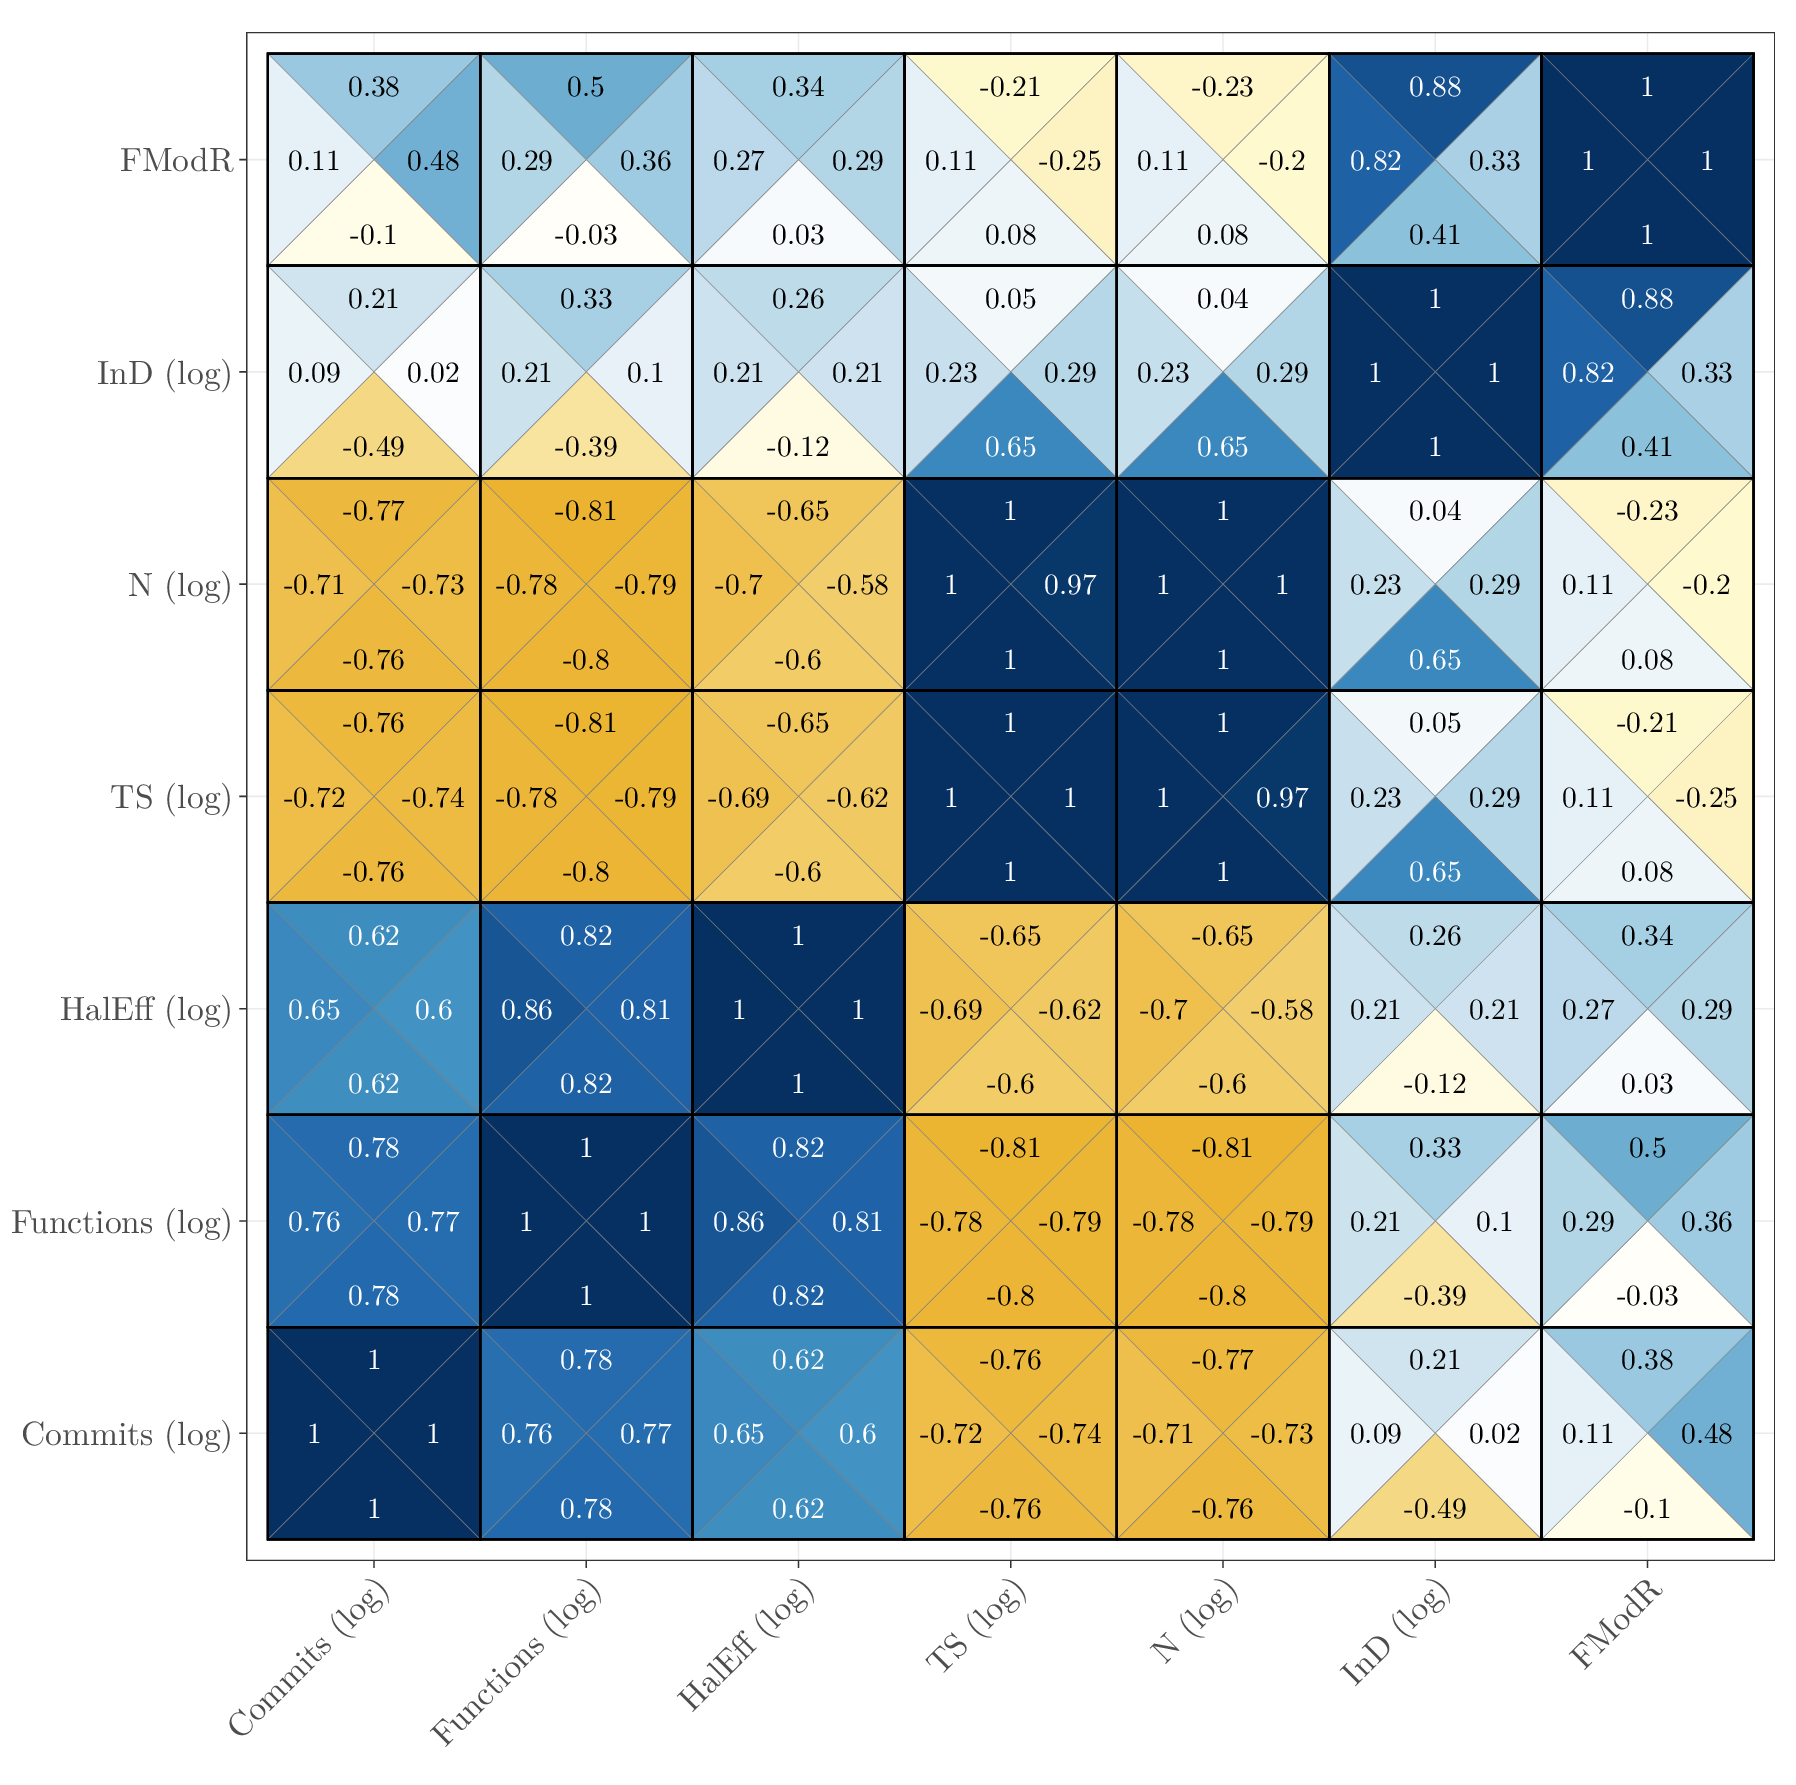 0.38 0.5 0.34 -0.21 -0.23 0.88 1
FModR 0.11 0.48 0.29 0.36 0.27 0.29 0.11 -0.25 0.11 -0.2 0.82 0.33 1 1
-0.1 -0.03 0.03 0.08 0.08 0.41 1
0.21 0.33 0.26 0.05 0.04 1 0.88
InD (log) 0.09 0.02 0.21 0.1 0.21 0.21 0.23 0.29 0.23 0.29 1 1 0.82 0.33
-0.49 -0.39 -0.12 0.65 0.65 1 0.41
-0.77 -0.81 -0.65 1 1 0.04 -0.23
N (log) -0.71 -0.73 -0.78 -0.79 -0.7 -0.58 1 0.97 1 1 0.23 0.29 0.11 -0.2
-0.76 -0.8 -0.6 1 1 0.65 0.08
-0.76 -0.81 -0.65 1 1 0.05 -0.21
TS (log) -0.72 -0.74 -0.78 -0.79 -0.69 -0.62 1 1 1 0.97 0.23 0.29 0.11 -0.25
-0.76 -0.8 -0.6 1 1 0.65 0.08
0.62 0.82 1 -0.65 -0.65 0.26 0.34
HalEff (log) 0.65 0.6 0.86 0.81 1 1 -0.69 -0.62 -0.7 -0.58 0.21 0.21 0.27 0.29
0.62 0.82 1 -0.6 -0.6 -0.12 0.03
0.78 1 0.82 -0.81 -0.81 0.33 0.5
Functions (log) 0.76 0.77 1 1 0.86 0.81 -0.78 -0.79 -0.78 -0.79 0.21 0.1 0.29 0.36
0.78 1 0.82 -0.8 -0.8 -0.39 -0.03
1 0.78 0.62 -0.76 -0.77 0.21 0.38
Commits (log) 1 1 0.76 0.77 0.65 0.6 -0.72 -0.74 -0.71 -0.73 0.09 0.02 0.11 0.48
1 0.78 0.62 -0.76 -0.76 -0.49 -0.1
Commits (log) Functions (log) HalEff (log) TS (log) N (log) InD (log) FModR